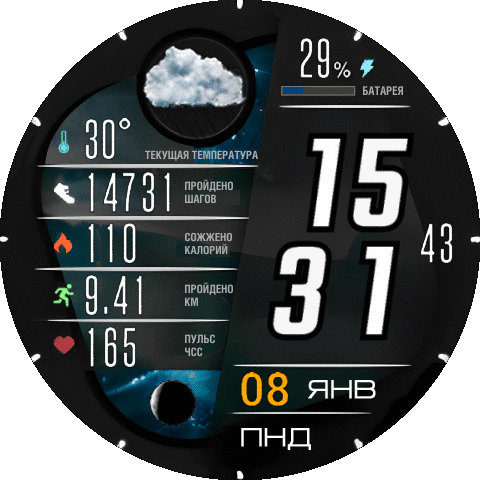 29% БАТАРЕЯ
30° ТЕКУЩАЯ ТЕМПЕРАТУРА
14731 ПРОЙДЕНО ШАГОВ
110 СОЖЖЕНО КАЛОРИЙ
9.41 ПРОЙДЕНО КМ
165 ПУЛЬС ЧСС
15
31
43
08 ЯНВ
ПНД